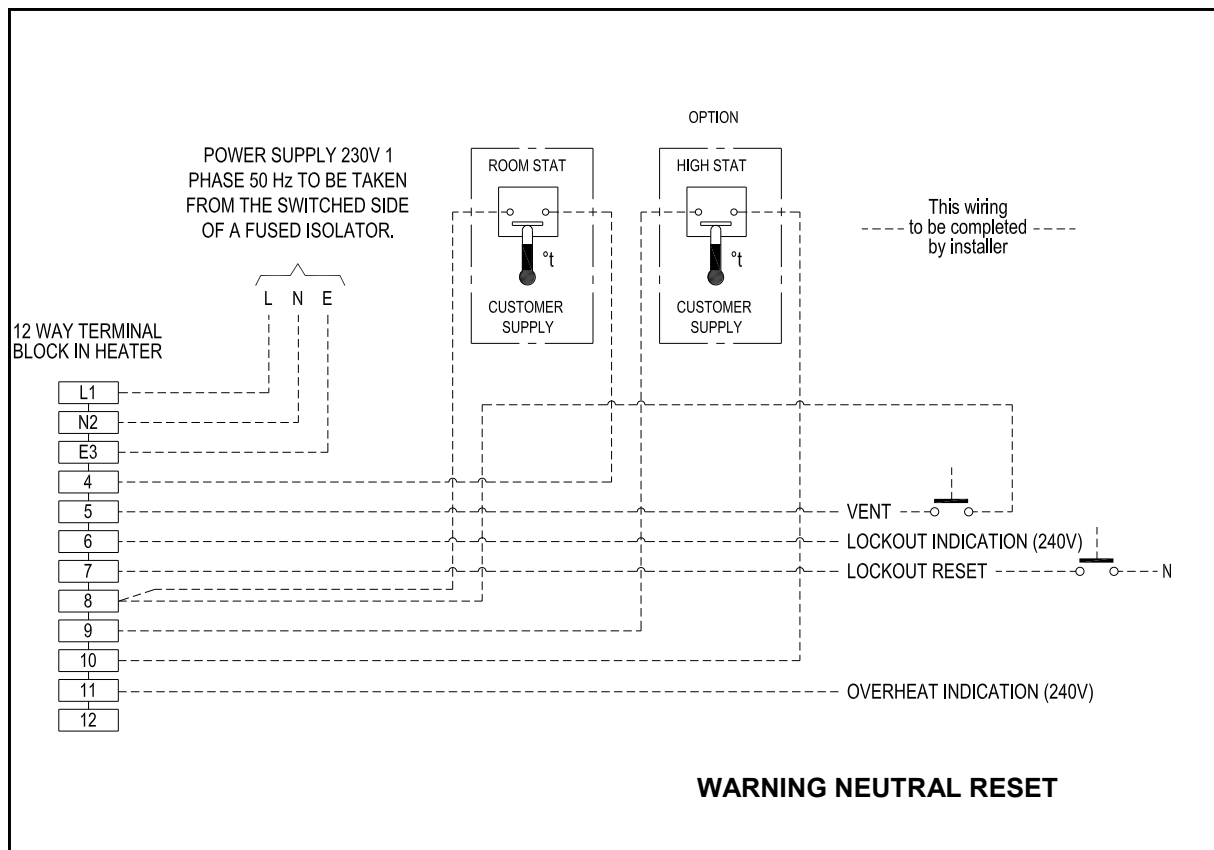 OPTION
POWER SUPPLY 230V 1
PHASE 50 Hz TO BE TAKEN
FROM THE SWITCHED SIDE
OF A FUSED ISOLATOR.
ROOM STAT
°t
CUSTOMER
SUPPLY
HIGH STAT
°t
CUSTOMER
SUPPLY
This wiring
to be completed
by installer
L N E
12 WAY TERMINAL
BLOCK IN HEATER
L1
N2
E3
4
5
VENT
6
LOCKOUT INDICATION (240V)
7
LOCKOUT RESET
N
8
9
10
11
OVERHEAT INDICATION (240V)
12
WARNING NEUTRAL RESET